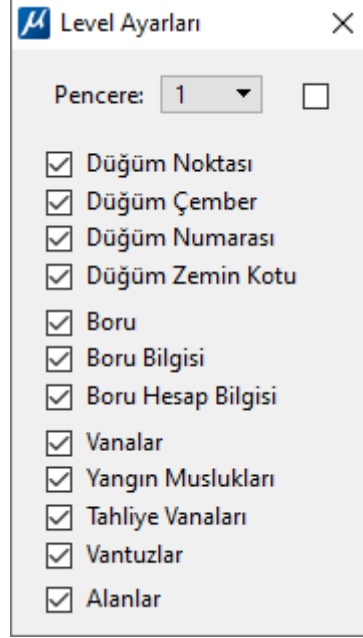 Level Ayarları
Pencere: 1
Düğüm Noktası
Düğüm Çember
Düğüm Numarası
Düğüm Zemin Kotu
Boru
Boru Bilgisi
Boru Hesap Bilgisi
Vanalar
Yangın Muslukları
Tahliye Vanaları
Vantuzlar
Alanlar